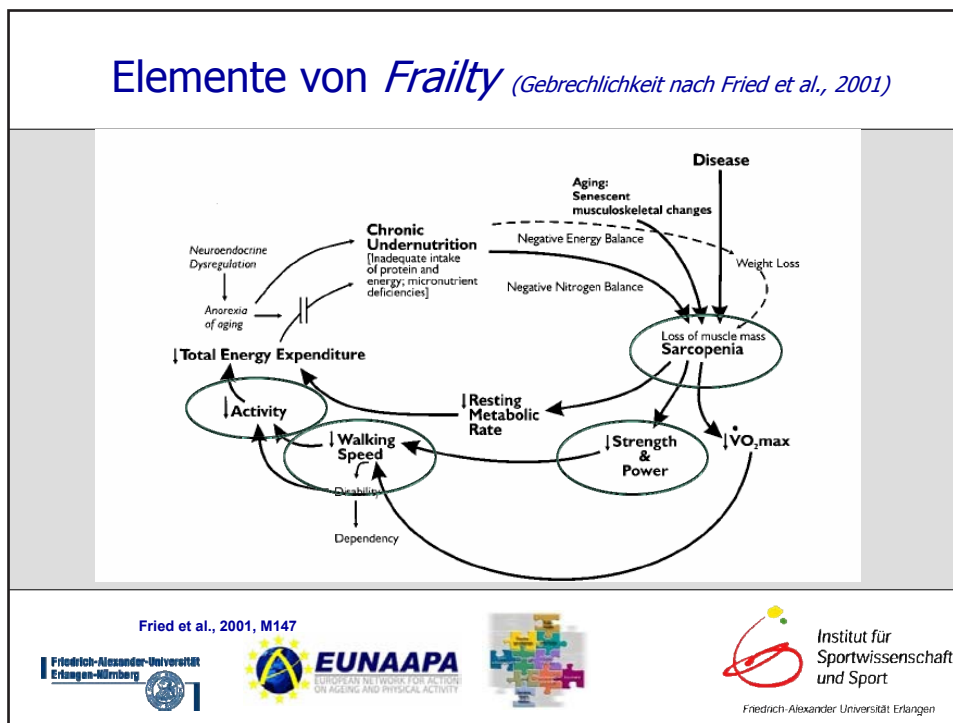 Elemente von Frailty (Gebrechlichkeit nach Fried et al., 2001)
Disease
Aging:
Senescent
musculoskeletal changes
Chronic
Undernutrition
[Inadequate intake
of protein and
energy; micronutrient
deficiencies]
Negative Energy Balance
Negative Nitrogen Balance
Weight Loss
Neuroendocrine
Dysregulation
Anorexia
of aging
↓Total Energy Expenditure
Loss of muscle mass
Sarcopenia
↓Activity
↓Resting
Metabolic
Rate
↓Walking
Speed
↓Strength
&
Power
↓V̇O₂max
Disability
Dependency
Fried et al., 2001, M147
Friedrich-Alexander-Universität
Erlangen-Nürnberg
EUNAAPA
EUROPEAN NETWORK FOR ACTION
ON AGEING AND PHYSICAL ACTIVITY
Institut für
Sportwissenschaft
und Sport
Friedrich-Alexander Universität Erlangen